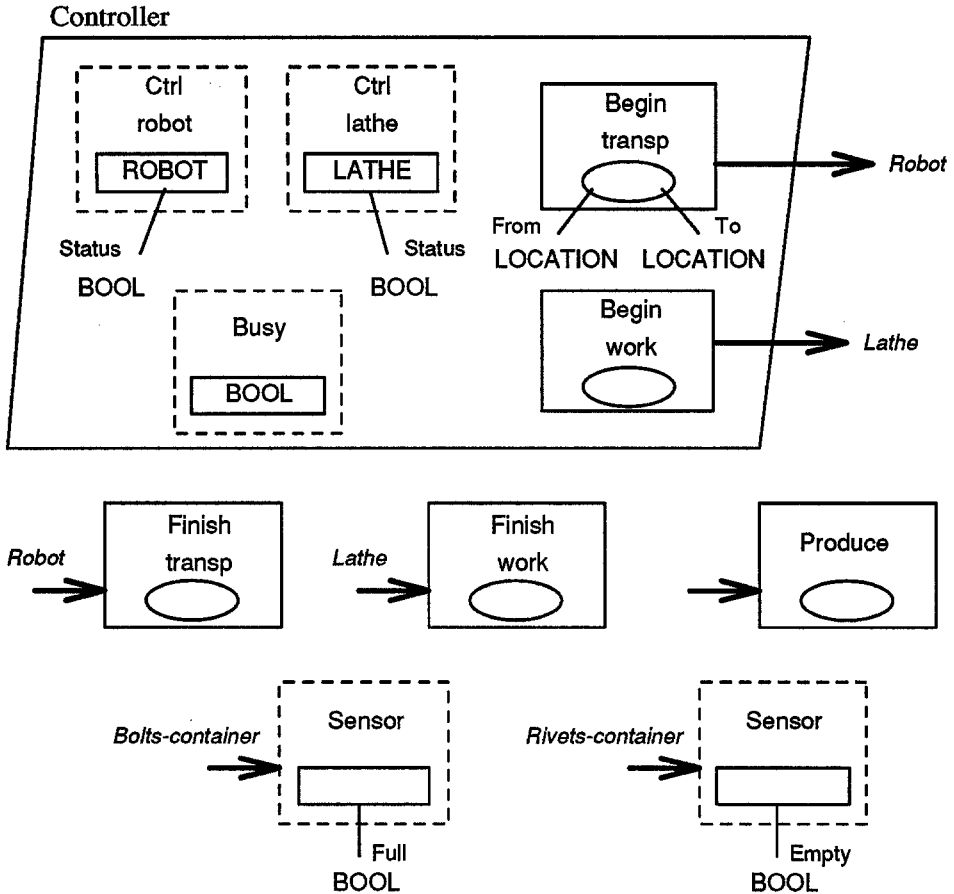 Controller
Ctrl
robot
ROBOT
Status
BOOL
Ctrl
lathe
LATHE
Status
BOOL
Begin
transp
Robot
From
To
LOCATION
LOCATION
Busy
BOOL
Begin
work
Lathe
Robot
Finish
transp
Lathe
Finish
work
Produce
Bolts-container
Sensor
Full
BOOL
Rivets-container
Sensor
Empty
BOOL